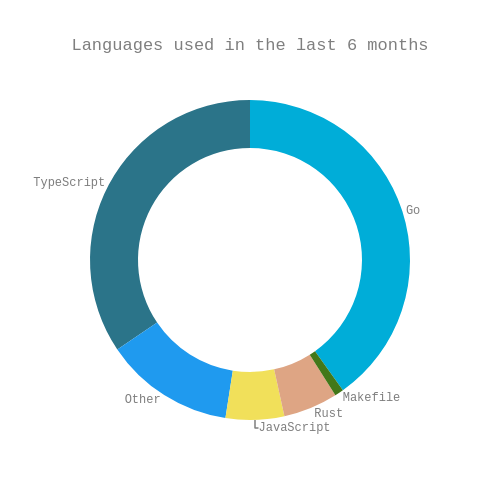 Languages used in the last 6 months
TypeScript
Go
Other
Makefile
Rust
JavaScript